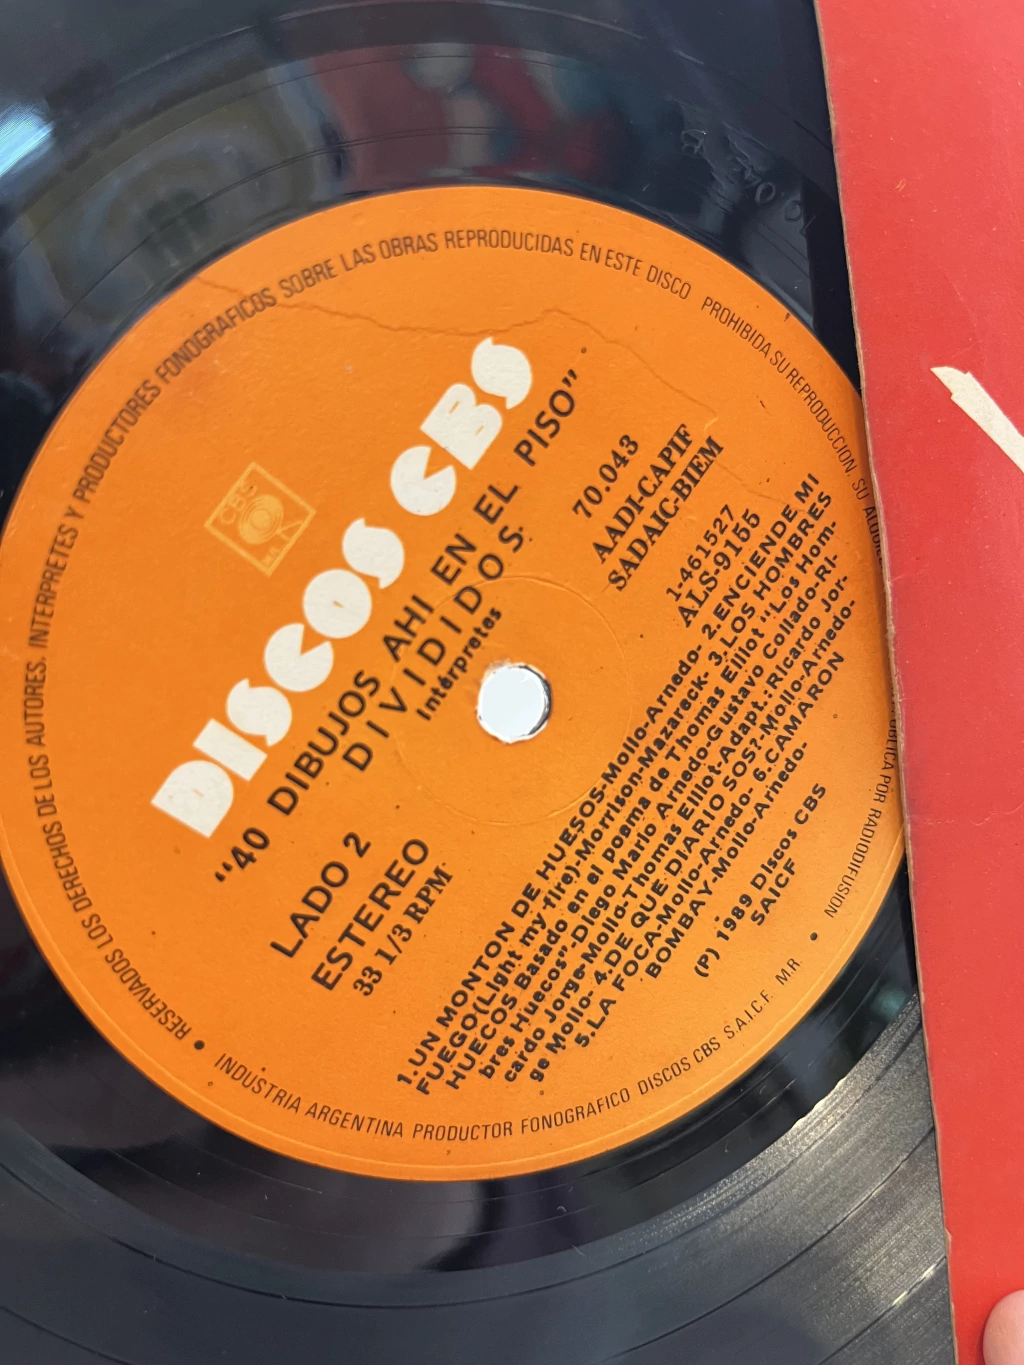 RESERVADOS LOS DERECHOS DE LOS AUTORES, INTERPRETES Y PRODUCTORES FONOGRAFICOS SOBRE LAS OBRAS REPRODUCIDAS EN ESTE DISCO PROHIBIDA SU REPRODUCCION, SU
PUBLICA POR RADIODIFUSION
CBS
DISCOS CBS
"40 DIBUJOS AHI EN EL PISO"
DIVIDIDOS
Intérpretes
LADO 2
ESTEREO
33 1/3 RPM
70.043
AADI-CAPIF
SADAIC-BIEM
1-461527
ALS-9155
1.UN MONTON DE HUESOS-Mollo-Arnedo- 2.ENCIENDE MI
FUEGO(Light my fire)-Morrison-Mazareck- 3.LOS HOMBRES
HUECOS Basado en el poama de Thomas Eilliot "Los Hom-
bres Huecos"-Diego Mario Arnedo-Gustavo Collado-Ri-
cardo Jorge-Mollo-Thomas Eilliot.Adapt.:Ricardo Jor-
ge Mollo- 4.DE QUE DIARIO SOS?-Mollo-Arnedo-
5.LA FOCA-Mollo-Arnedo- 6.CAMARON
BOMBAY-Mollo-Arnedo-
(P) 1989 Discos CBS
SAICF
INDUSTRIA ARGENTINA PRODUCTOR FONOGRAFICO DISCOS CBS S.A.I.C.F. M.R.